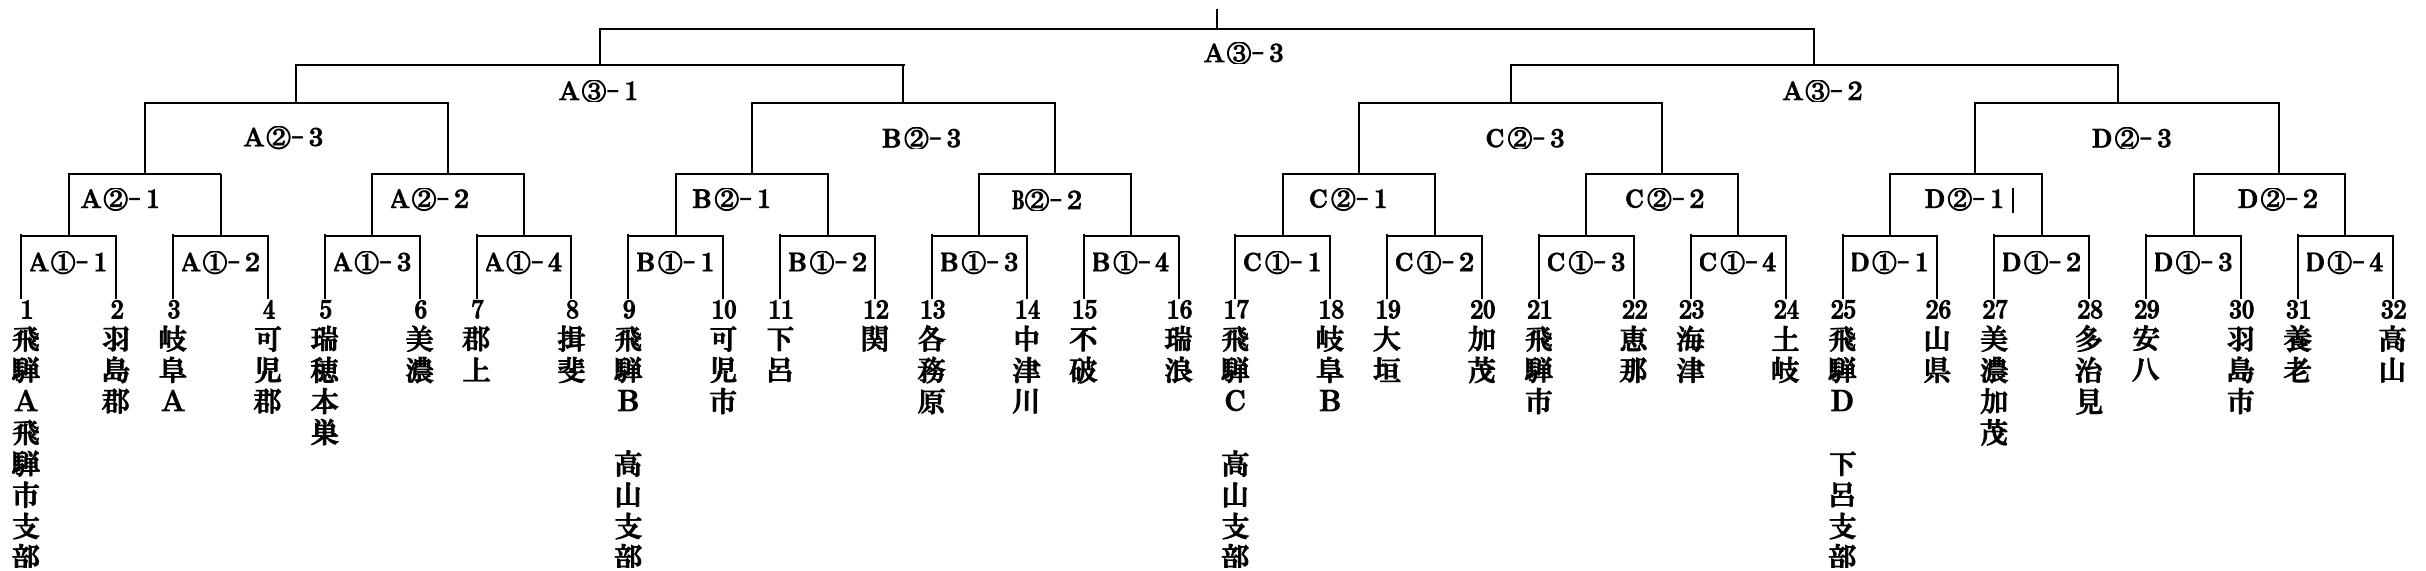 A③-3
A③-1
A③-2
A②-3
B②-3
C②-3
D②-3
A②-1
A②-2
B②-1
B②-2
C②-1
C②-2
D②-1
D②-2
A①-1
A①-2
A①-3
A①-4
B①-1
B①-2
B①-3
B①-4
C①-1
C①-2
C①-3
C①-4
D①-1
D①-2
D①-3
D①-4
1
飛騨A飛騨市支部
2
羽島郡
3
岐阜A
4
可児郡
5
瑞穂本巣
6
美濃
7
郡上
8
揖斐
9
飛騨B 高山支部
10
可児市
11
下呂
12
関
13
各務原
14
中津川
15
不破
16
瑞浪
17
飛騨C 高山支部
18
岐阜B
19
大垣
20
加茂
21
飛騨市
22
恵那
23
海津
24
土岐
25
飛騨D 下呂支部
26
山県
27
美濃加茂
28
多治見
29
安八
30
羽島市
31
養老
32
高山